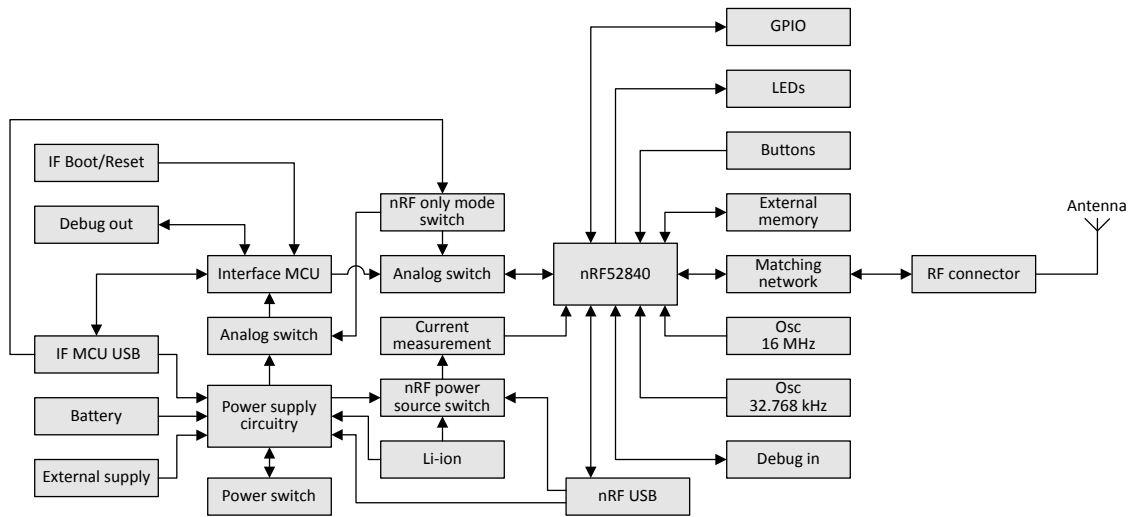 GPIO
LEDs
IF Boot/Reset
Buttons
Debug out
nRF only mode
switch
External
memory
Antenna
Interface MCU
Analog switch
nRF52840
Matching
network
RF connector
Analog switch
Current
measurement
Osc
16 MHz
IF MCU USB
Battery
Power supply
circuitry
nRF power
source switch
Osc
32.768 kHz
External supply
Li-ion
Debug in
Power switch
nRF USB